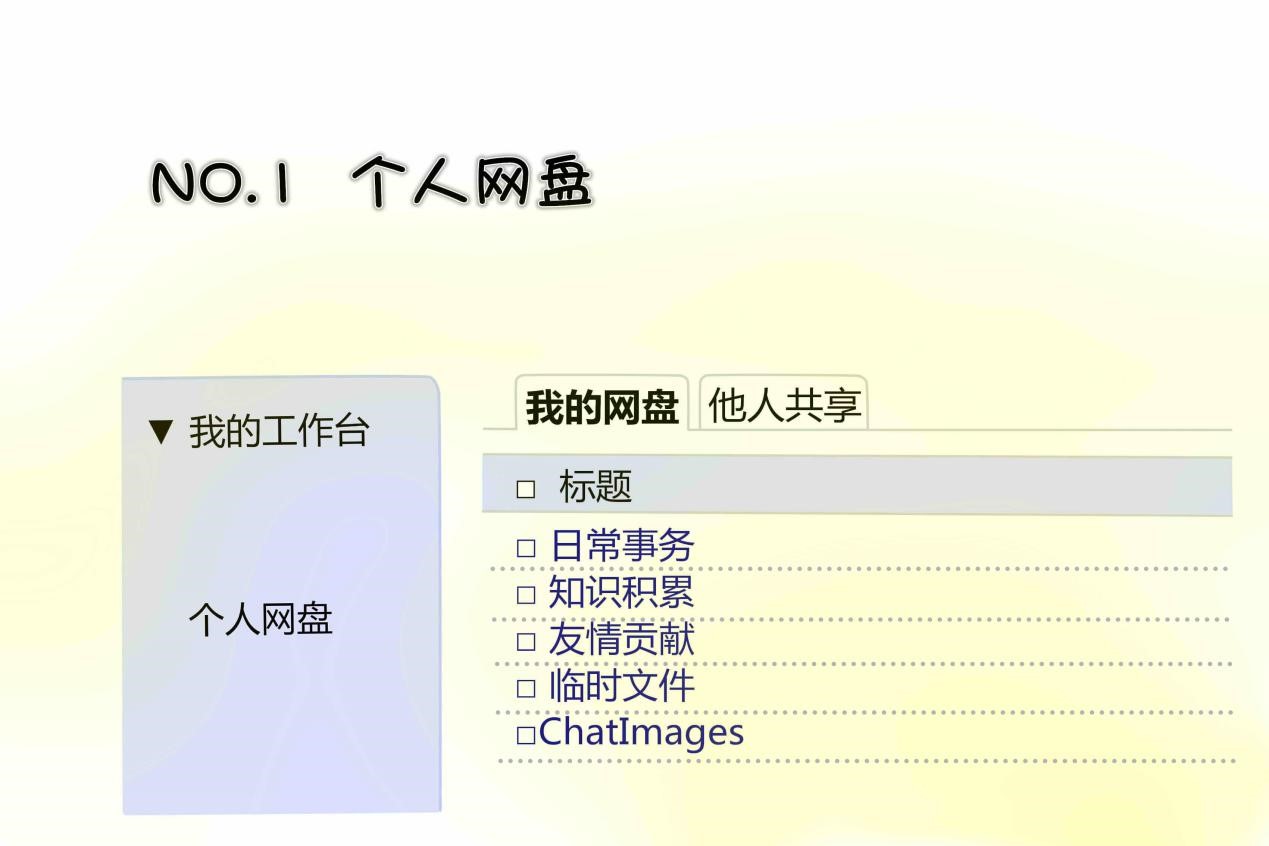 NO.1 个人网盘
▼ 我的工作台
个人网盘
我的网盘 他人共享
□ 标题
□ 日常事务
□ 知识积累
□ 友情贡献
□ 临时文件
□ChatImages